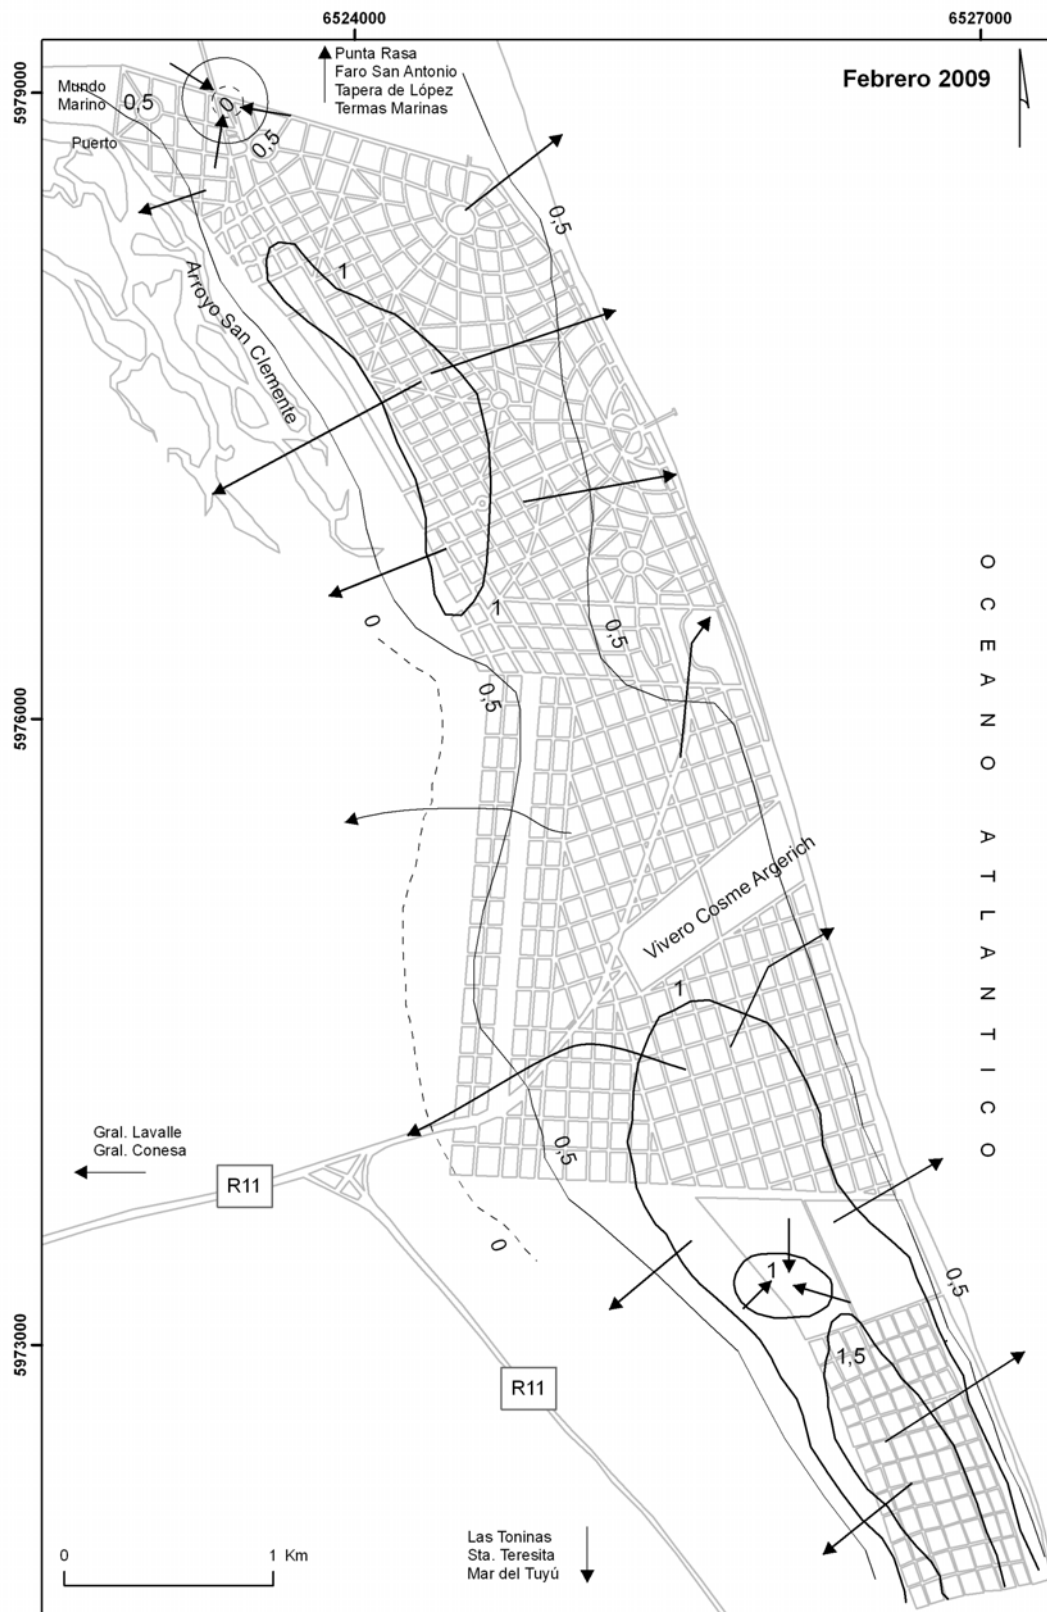 6524000
6527000
5979000
Punta Rasa
Faro San Antonio
Tapera de López
Termas Marinas
Febrero 2009
Mundo
Marino
0,5
0
0,5
Puerto
0,5
1
Arroyo San Clemente
OCEANO ATLANTICO
1
0
0,5
0,5
5976000
Vivero Cosme Argerich
1
0,5
Gral. Lavalle
Gral. Conesa
R11
0
1
0,5
5973000
1,5
R11
Las Toninas
Sta. Teresita
Mar del Tuyú
0
1 Km